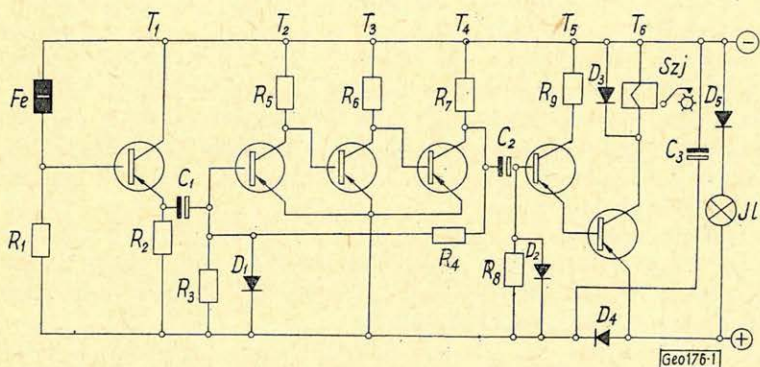 T1 T2 T3 T4 T5 T6
Fe
R5
R6
R7
R9
D3
Szj
D5
C1
C2
C3
R1
R2
R3
D1
R4
R8
D2
D4
Jl
Geo176-1